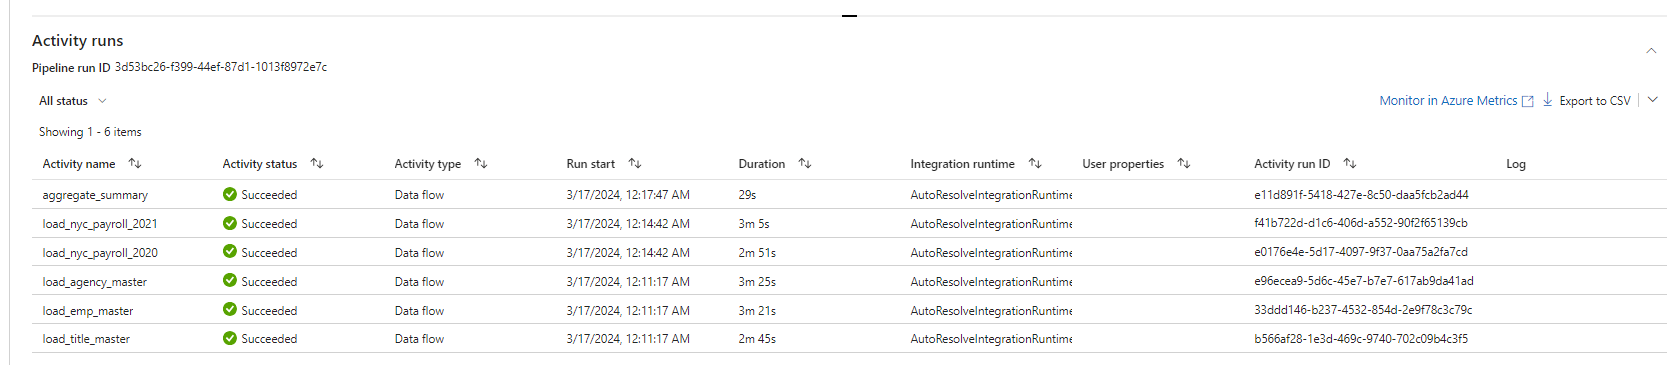 Activity runs
Pipeline run ID 3d53bc26-f399-44ef-87d1-1013f8972e7c
All status Monitor in Azure Metrics Export to CSV
Showing 1 - 6 items
Activity name Activity status Activity type Run start Duration Integration runtime User properties Activity run ID Log
aggregate_summary Succeeded Data flow 3/17/2024, 12:17:47 AM 29s AutoResolveIntegrationRuntime e11d891f-5418-427e-8c50-daa5fcb2ad44
load_nyc_payroll_2021 Succeeded Data flow 3/17/2024, 12:14:42 AM 3m 5s AutoResolveIntegrationRuntime f41b722d-d1c6-406d-a552-90f2f65139cb
load_nyc_payroll_2020 Succeeded Data flow 3/17/2024, 12:14:42 AM 2m 51s AutoResolveIntegrationRuntime e0176e4e-5d17-4097-9f37-0aa75a2fa7cd
load_agency_master Succeeded Data flow 3/17/2024, 12:11:17 AM 3m 25s AutoResolveIntegrationRuntime e96ecea9-5d6c-45e7-b7e7-617ab9da41ad
load_emp_master Succeeded Data flow 3/17/2024, 12:11:17 AM 3m 21s AutoResolveIntegrationRuntime 33ddd146-b237-4532-854d-2e9f78c3c79c
load_title_master Succeeded Data flow 3/17/2024, 12:11:17 AM 2m 45s AutoResolveIntegrationRuntime b566af28-1e3d-469c-9740-702c09b4c3f5